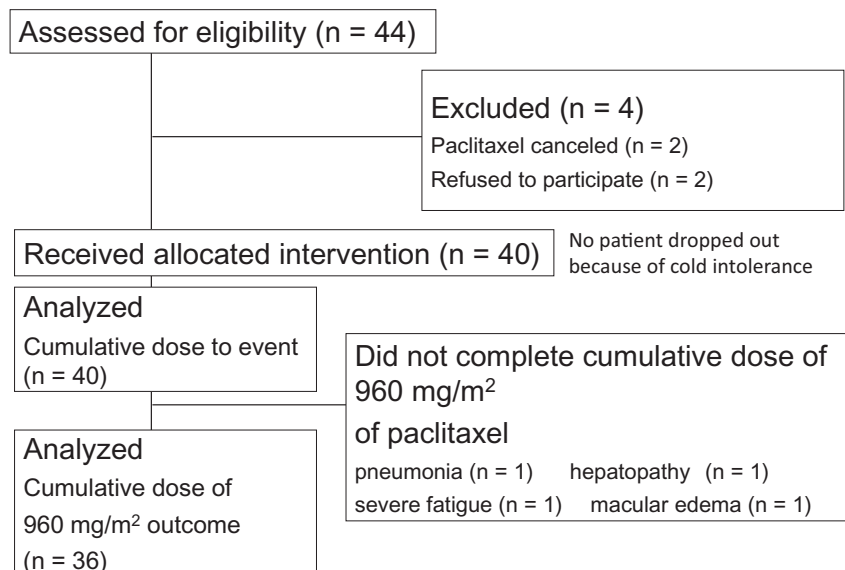 Assessed for eligibility (n = 44)
Excluded (n = 4)
Paclitaxel canceled (n = 2)
Refused to participate (n = 2)
Received allocated intervention (n = 40)
No patient dropped out
because of cold intolerance
Analyzed
Cumulative dose to event
(n = 40)
Did not complete cumulative dose of
960 mg/m²
of paclitaxel
pneumonia (n = 1) hepatopathy (n = 1)
severe fatigue (n = 1) macular edema (n = 1)
Analyzed
Cumulative dose of
960 mg/m² outcome
(n = 36)